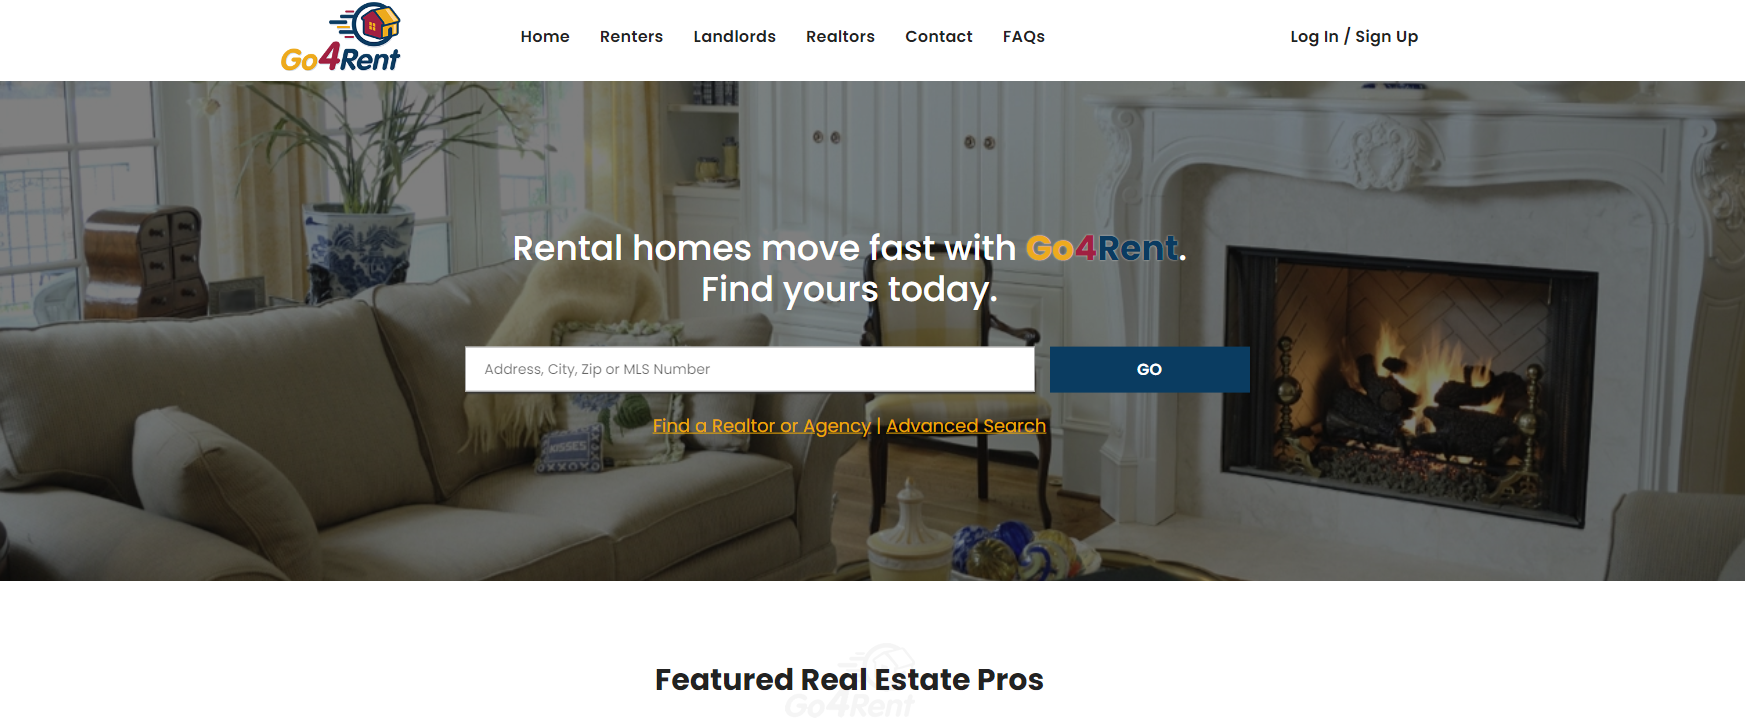 Go4Rent
Home Renters Landlords Realtors Contact FAQs
Log In / Sign Up
Rental homes move fast with Go4Rent.
Find yours today.
Address, City, Zip or MLS Number
GO
Find a Realtor or Agency | Advanced Search
KISSES
XOXOX
Featured Real Estate Pros
Go4Rent